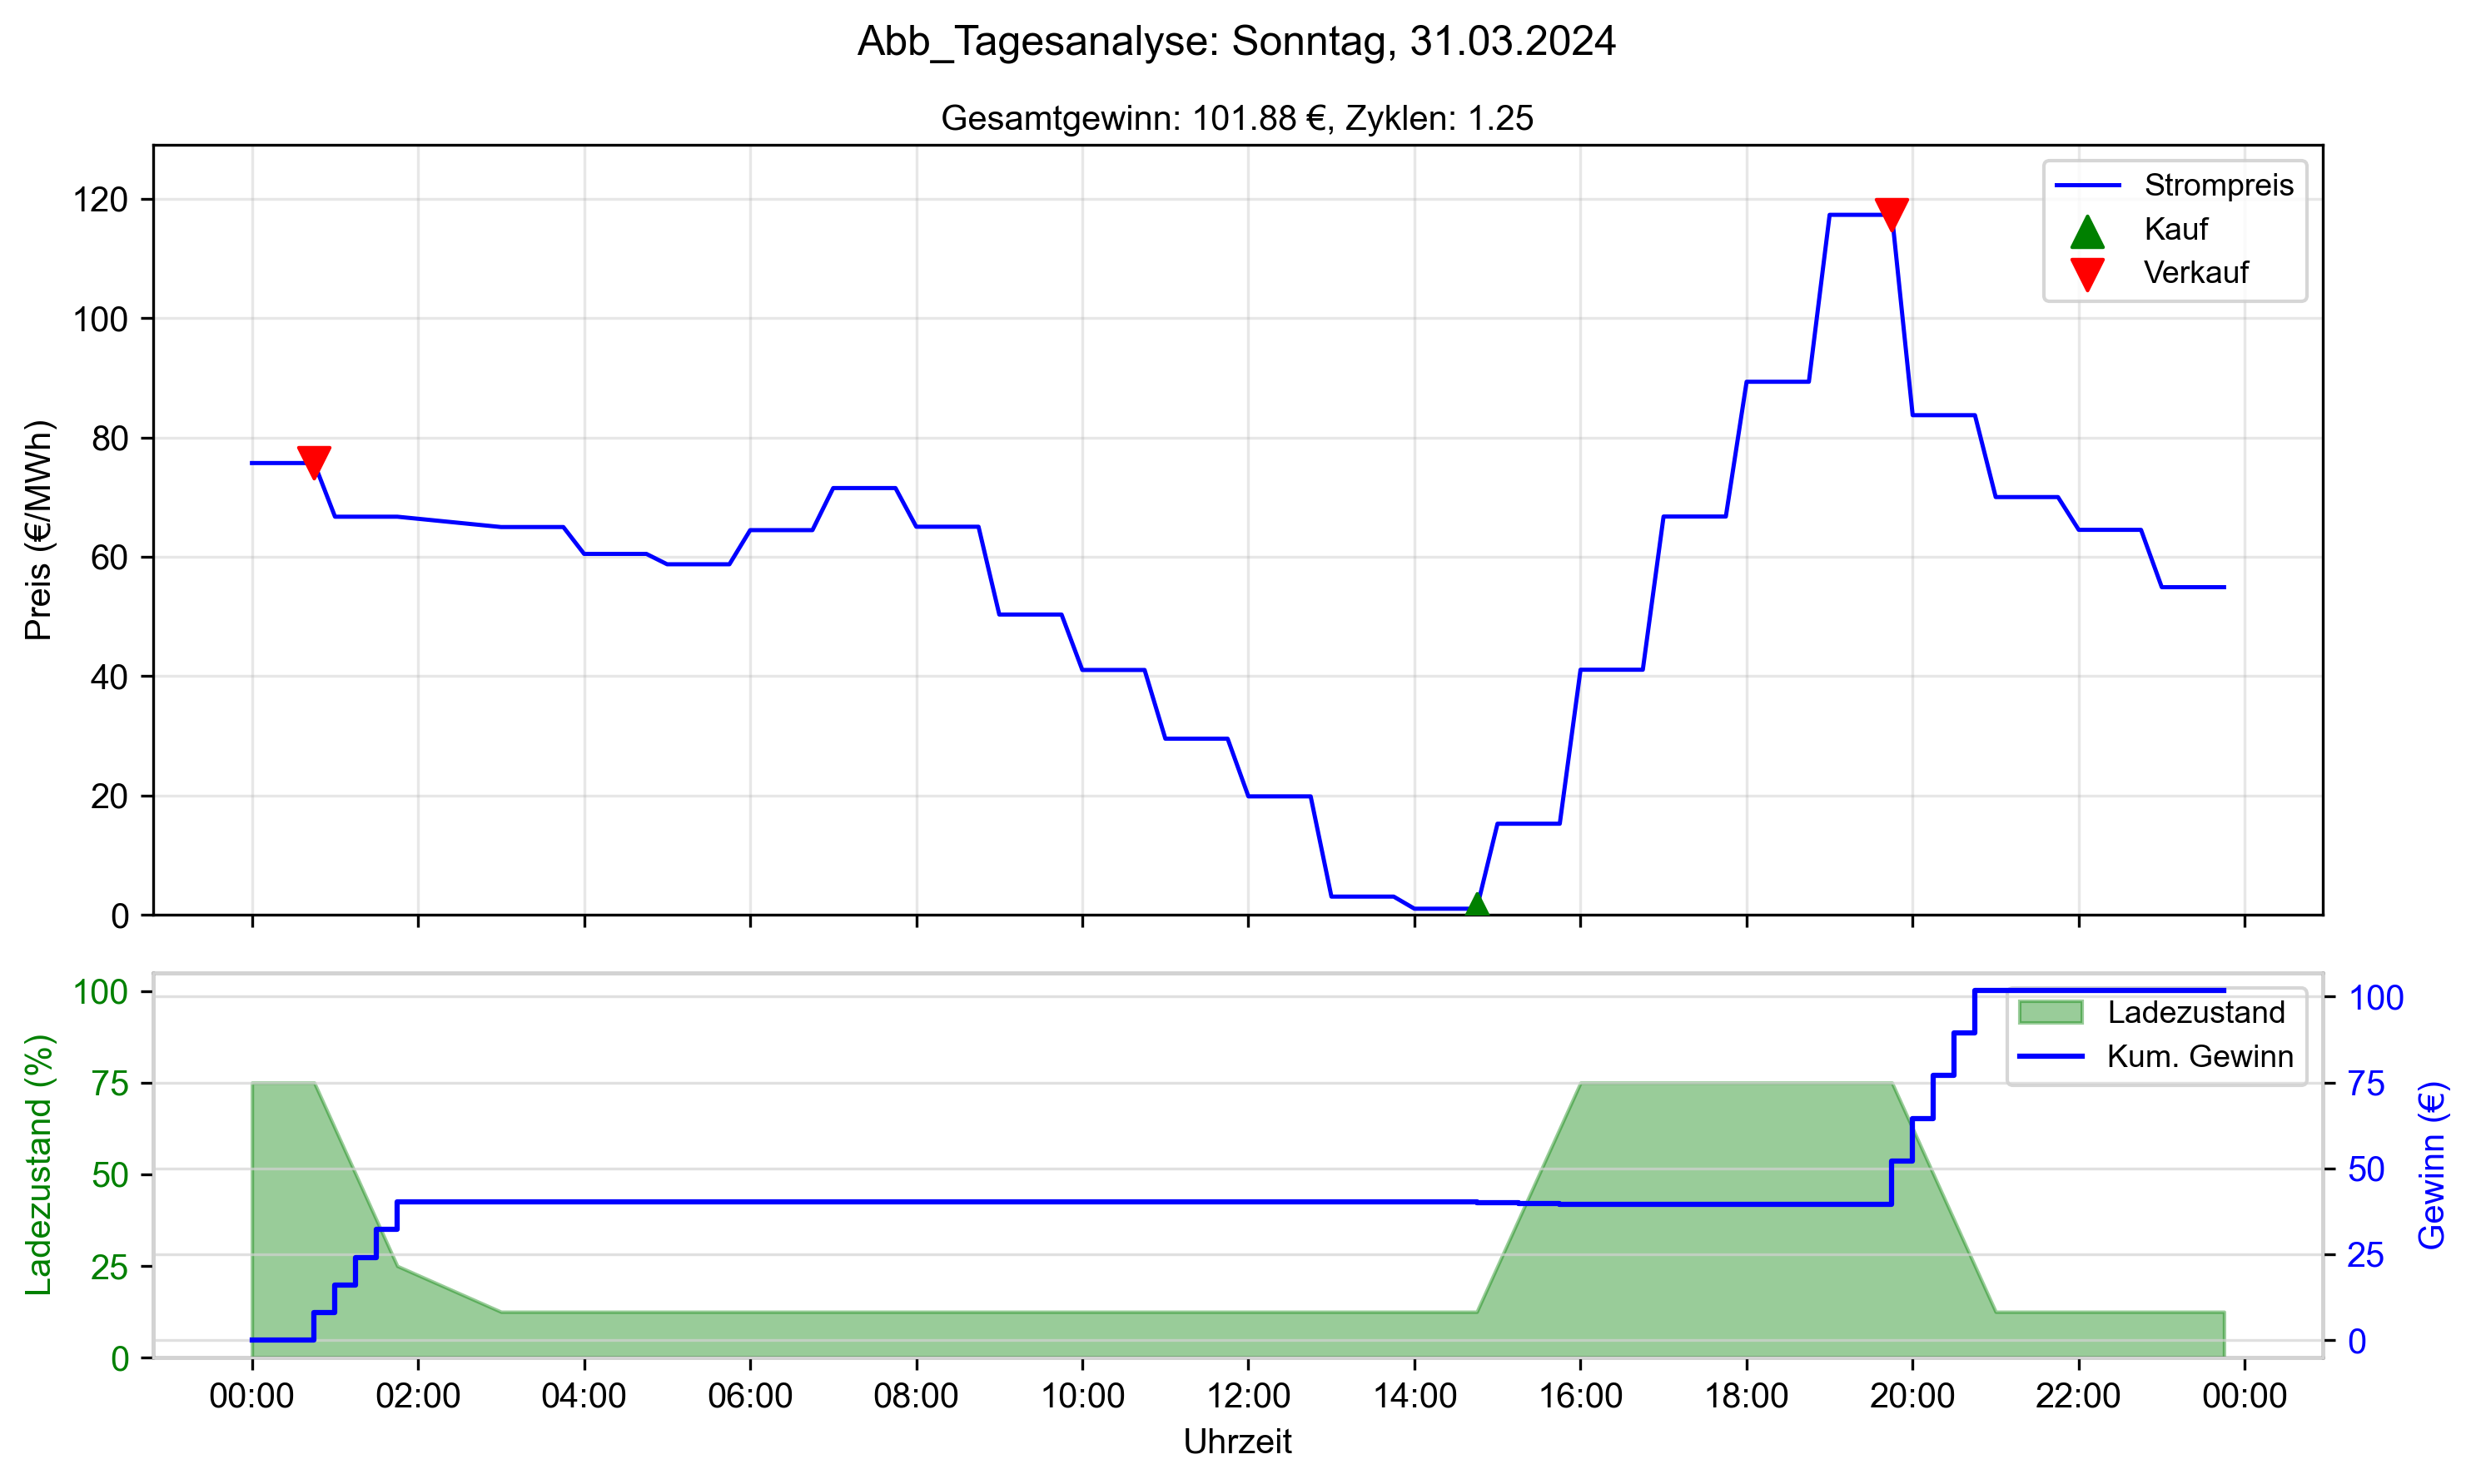 Abb_Tagesanalyse: Sonntag, 31.03.2024
Gesamtgewinn: 101.88 €, Zyklen: 1.25
Preis (€/MWh)
120
100
80
60
40
20
0
Strompreis
Kauf
Verkauf
Ladezustand (%)
100
75
50
25
0
Ladezustand
Kum. Gewinn
100
75
50
25
0
Gewinn (€)
00:00 02:00 04:00 06:00 08:00 10:00 12:00 14:00 16:00 18:00 20:00 22:00 00:00
Uhrzeit